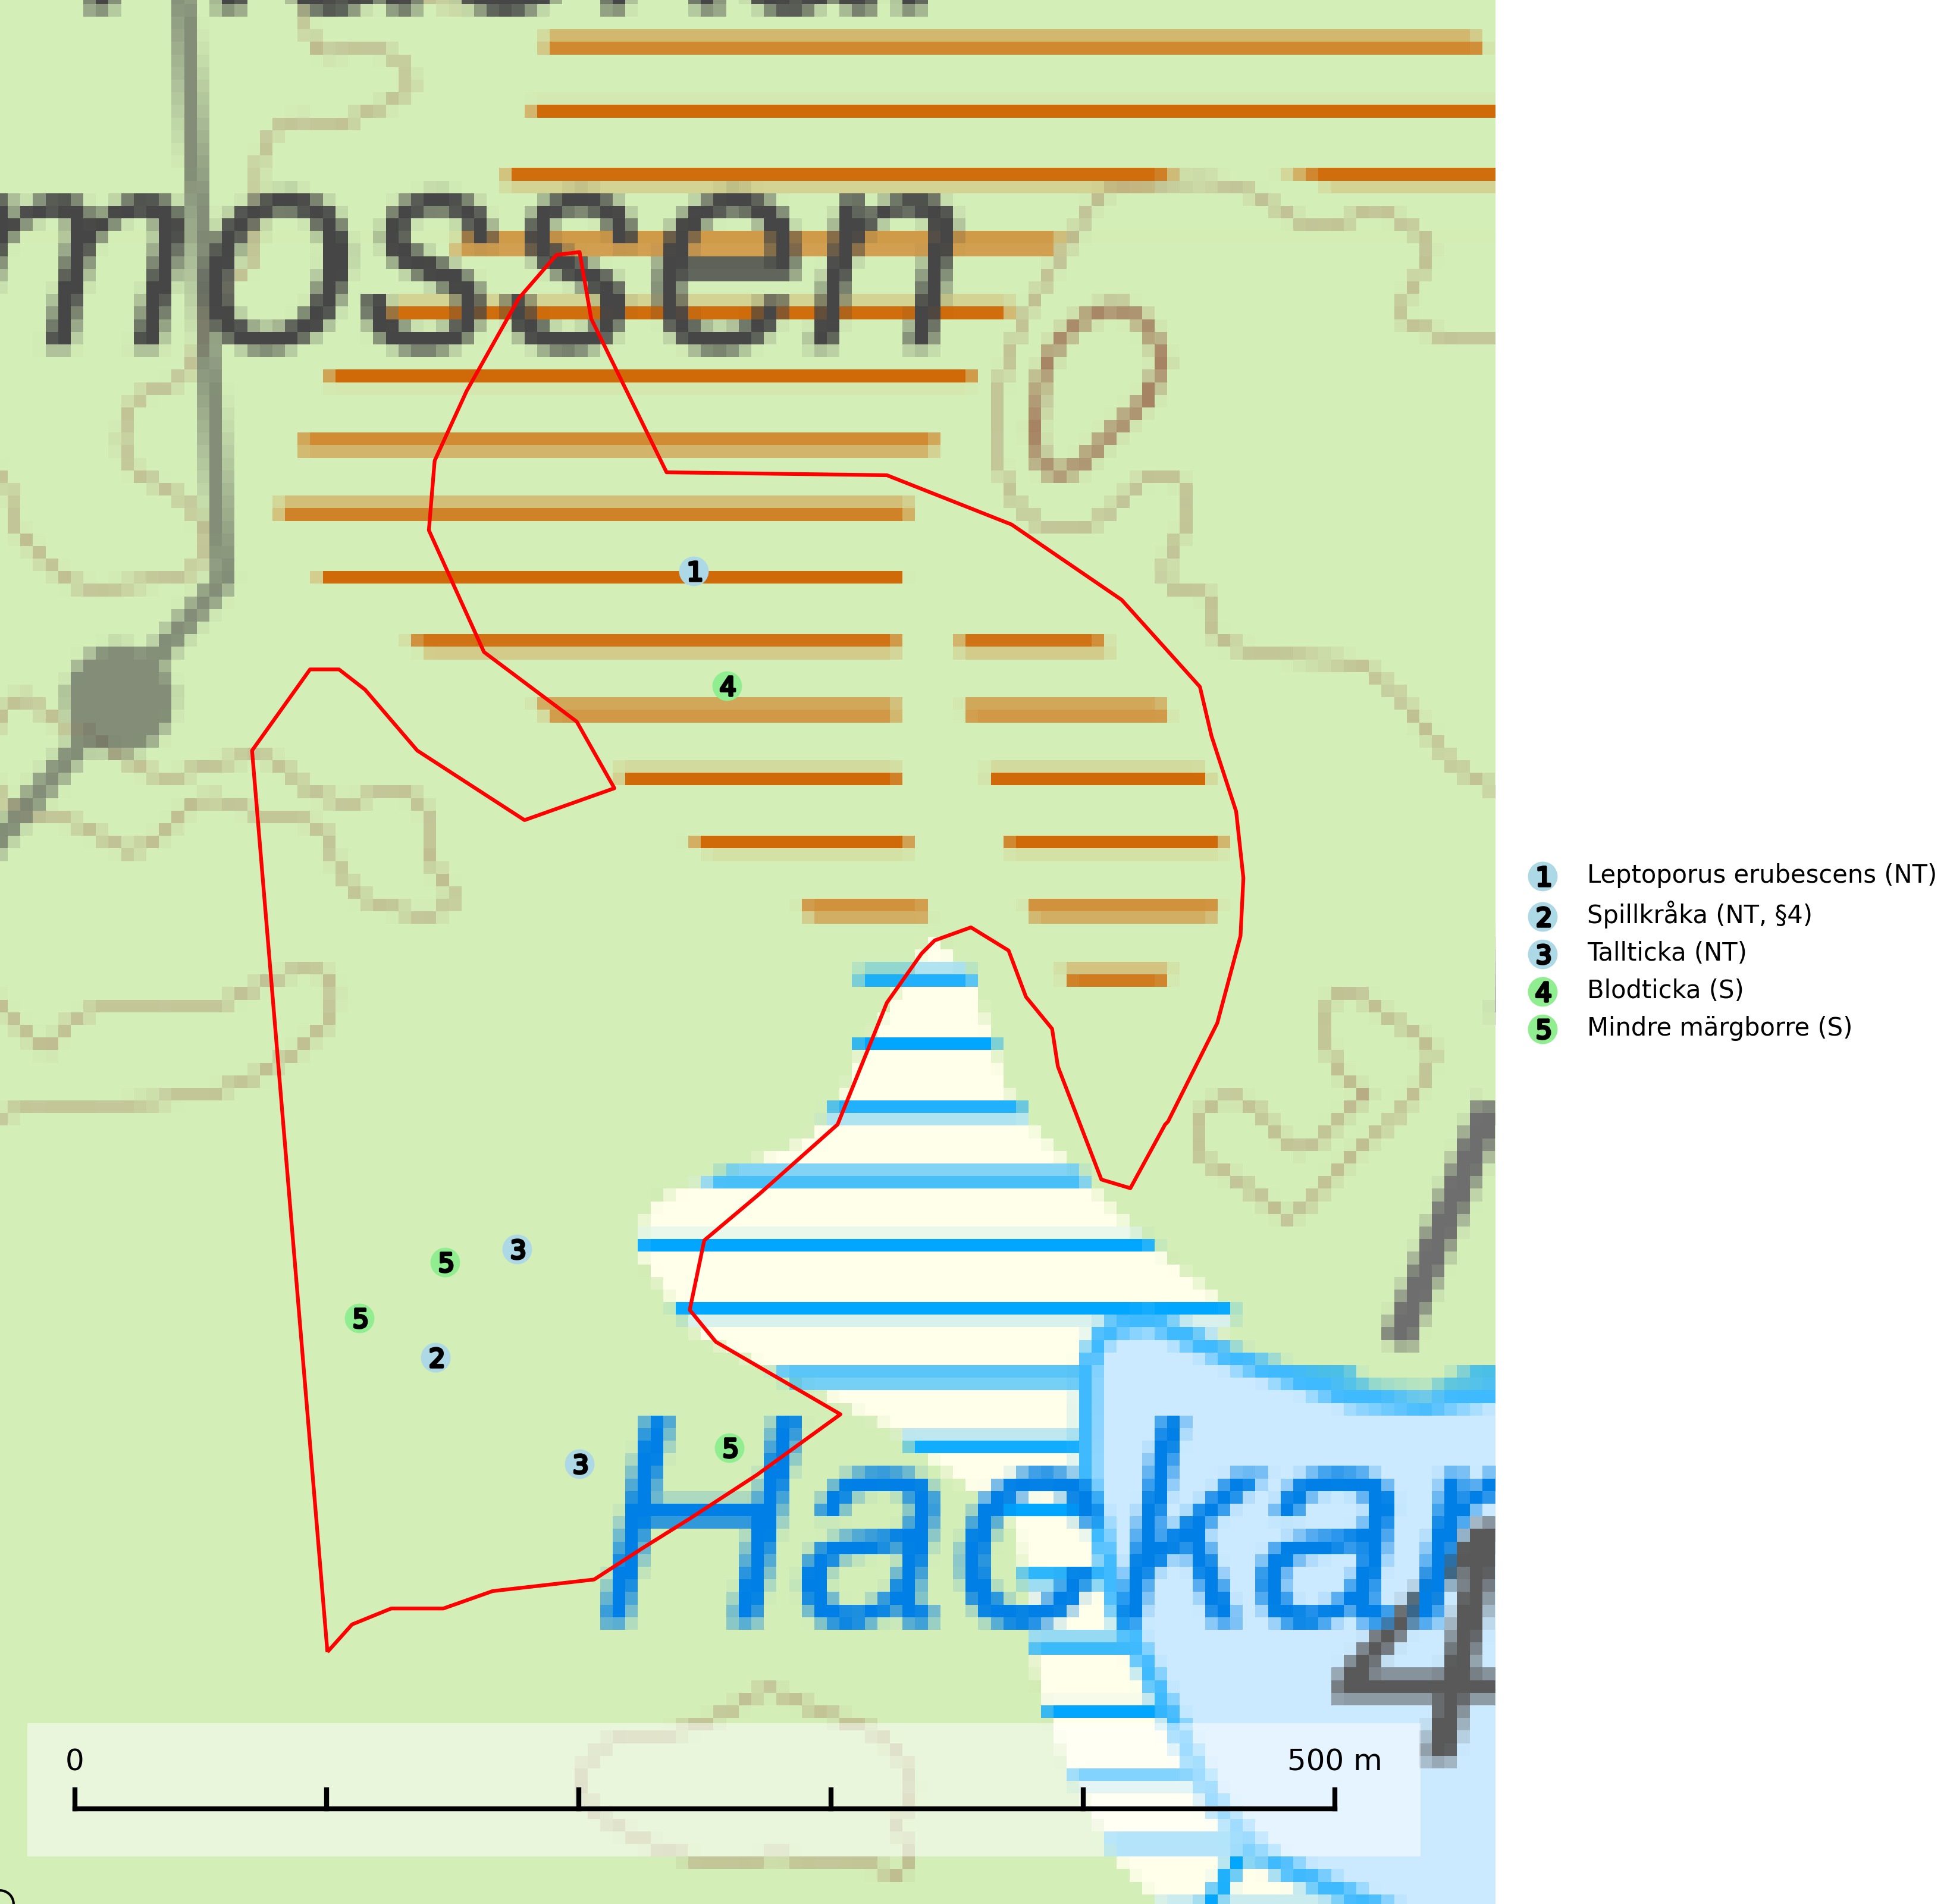 mossen
1
4
3
5
5
2
5
3
Hackar
4
0 500 m
1 Leptoporus erubescens (NT)
2 Spillkråka (NT, §4)
3 Tallticka (NT)
4 Blodticka (S)
5 Mindre märgborre (S)